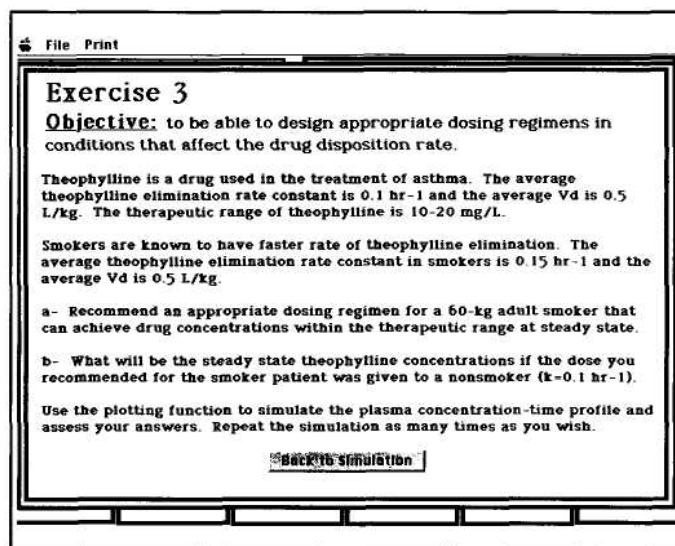 File Print
Exercise 3
Objective: to be able to design appropriate dosing regimens in
conditions that affect the drug disposition rate.
Theophylline is a drug used in the treatment of asthma. The average
theophylline elimination rate constant is 0.1 hr-1 and the average Vd is 0.5
L/kg. The therapeutic range of theophylline is 10-20 mg/L.
Smokers are known to have faster rate of theophylline elimination. The
average theophylline elimination rate constant in smokers is 0.15 hr-1 and the
average Vd is 0.5 L/kg.
a- Recommend an appropriate dosing regimen for a 60-kg adult smoker that
can achieve drug concentrations within the therapeutic range at steady state.
b- What will be the steady state theophylline concentrations if the dose you
recommended for the smoker patient was given to a nonsmoker (k=0.1 hr-1).
Use the plotting function to simulate the plasma concentration-time profile and
assess your answers. Repeat the simulation as many times as you wish.
Back to Simulation